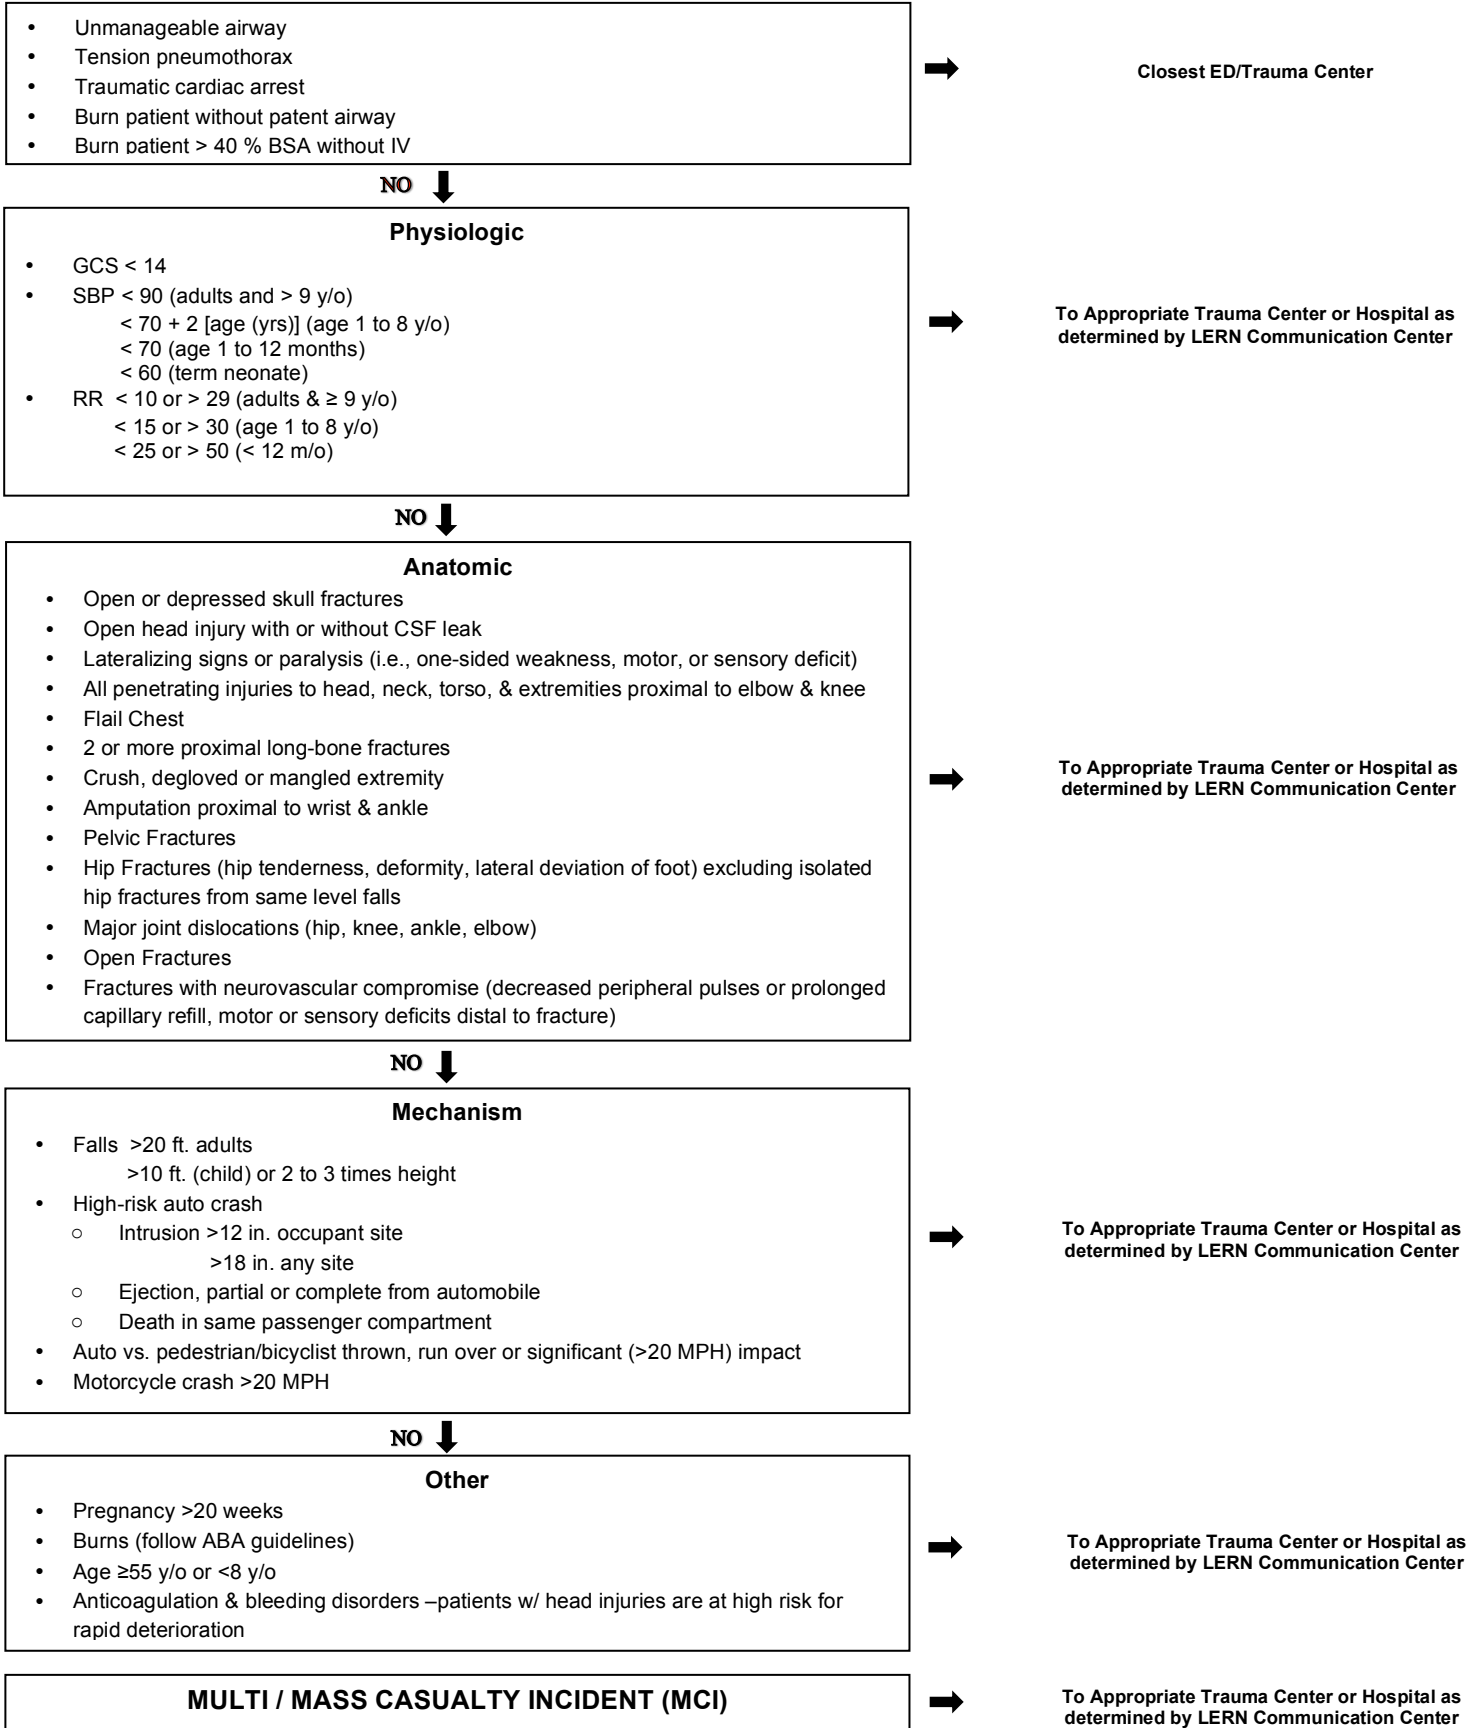 • Unmanageable airway
• Tension pneumothorax
• Traumatic cardiac arrest
• Burn patient without patent airway
• Burn patient > 40 % BSA without IV
Closest ED/Trauma Center
NO
Physiologic
• GCS < 14
• SBP < 90 (adults and > 9 y/o)
< 70 + 2 [age (yrs)] (age 1 to 8 y/o)
< 70 (age 1 to 12 months)
< 60 (term neonate)
• RR < 10 or > 29 (adults & ≥ 9 y/o)
< 15 or > 30 (age 1 to 8 y/o)
< 25 or > 50 (< 12 m/o)
To Appropriate Trauma Center or Hospital as
determined by LERN Communication Center
NO
Anatomic
• Open or depressed skull fractures
• Open head injury with or without CSF leak
• Lateralizing signs or paralysis (i.e., one-sided weakness, motor, or sensory deficit)
• All penetrating injuries to head, neck, torso, & extremities proximal to elbow & knee
• Flail Chest
• 2 or more proximal long-bone fractures
• Crush, degloved or mangled extremity
• Amputation proximal to wrist & ankle
• Pelvic Fractures
• Hip Fractures (hip tenderness, deformity, lateral deviation of foot) excluding isolated
hip fractures from same level falls
• Major joint dislocations (hip, knee, ankle, elbow)
• Open Fractures
• Fractures with neurovascular compromise (decreased peripheral pulses or prolonged
capillary refill, motor or sensory deficits distal to fracture)
To Appropriate Trauma Center or Hospital as
determined by LERN Communication Center
NO
Mechanism
• Falls >20 ft. adults
>10 ft. (child) or 2 to 3 times height
• High-risk auto crash
○ Intrusion >12 in. occupant site
>18 in. any site
○ Ejection, partial or complete from automobile
○ Death in same passenger compartment
• Auto vs. pedestrian/bicyclist thrown, run over or significant (>20 MPH) impact
• Motorcycle crash >20 MPH
To Appropriate Trauma Center or Hospital as
determined by LERN Communication Center
NO
Other
• Pregnancy >20 weeks
• Burns (follow ABA guidelines)
• Age ≥55 y/o or <8 y/o
• Anticoagulation & bleeding disorders –patients w/ head injuries are at high risk for
rapid deterioration
To Appropriate Trauma Center or Hospital as
determined by LERN Communication Center
MULTI / MASS CASUALTY INCIDENT (MCI)
To Appropriate Trauma Center or Hospital as
determined by LERN Communication Center